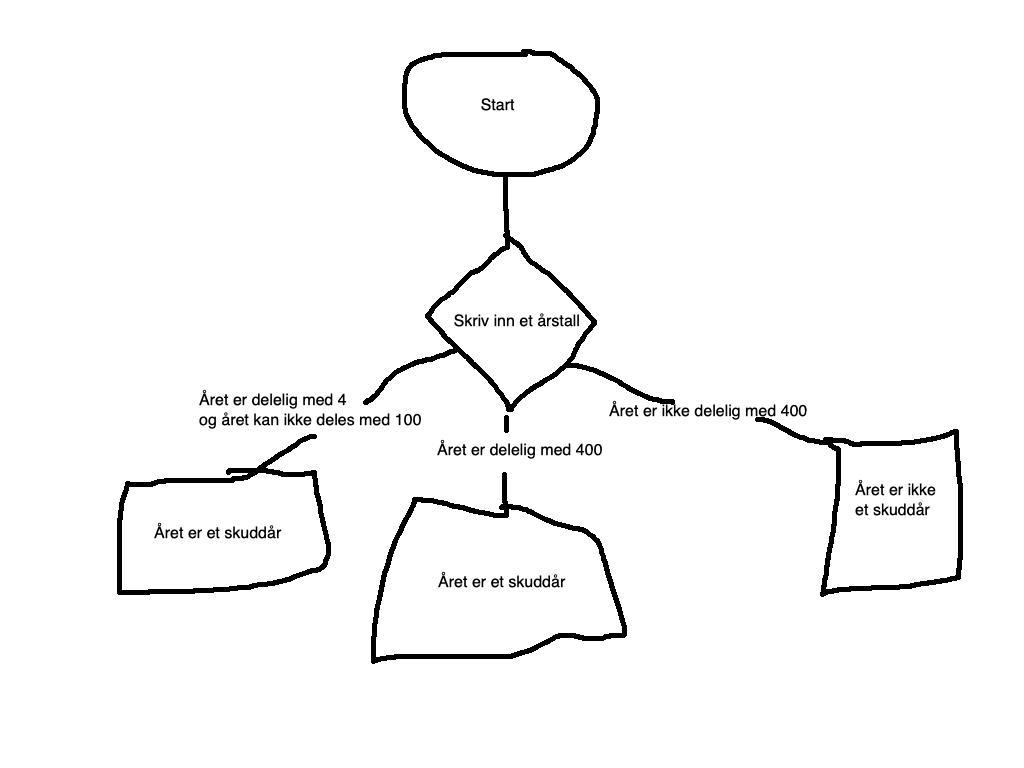 Start
Skriv inn et årstall
Året er delelig med 4
og året kan ikke deles med 100
Året er delelig med 400
Året er ikke delelig med 400
Året er et skuddår
Året er et skuddår
Året er ikke
et skuddår